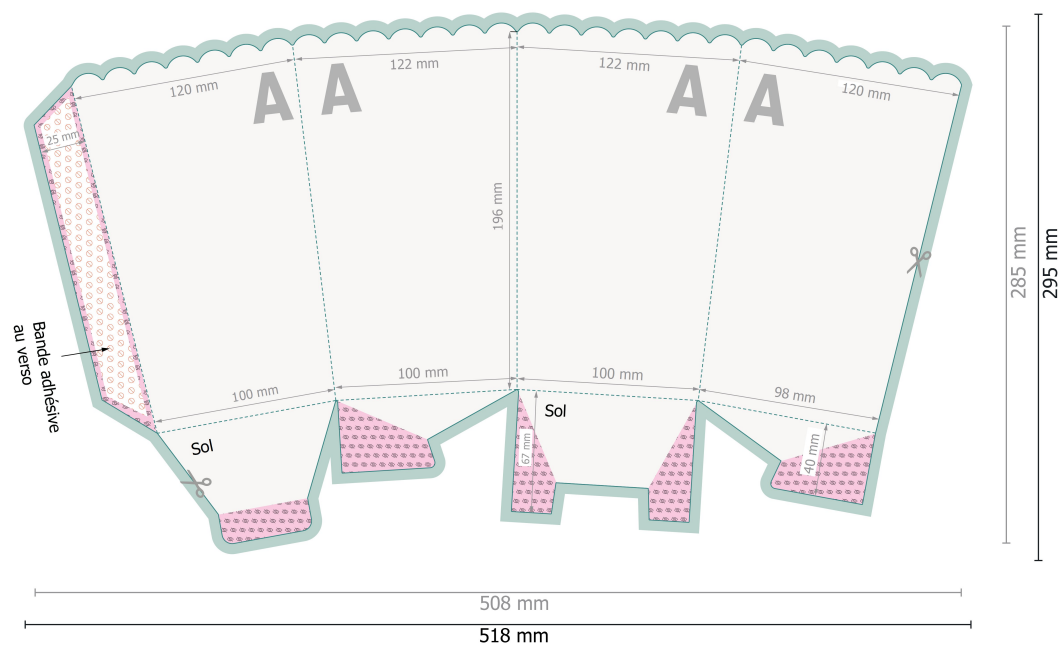 120 mm
A
A
122 mm
122 mm
A
A
120 mm
25 mm
196 mm
285 mm
295 mm
Bande adhésive
au verso
100 mm
100 mm
100 mm
98 mm
Sol
Sol
67 mm
40 mm
508 mm
518 mm